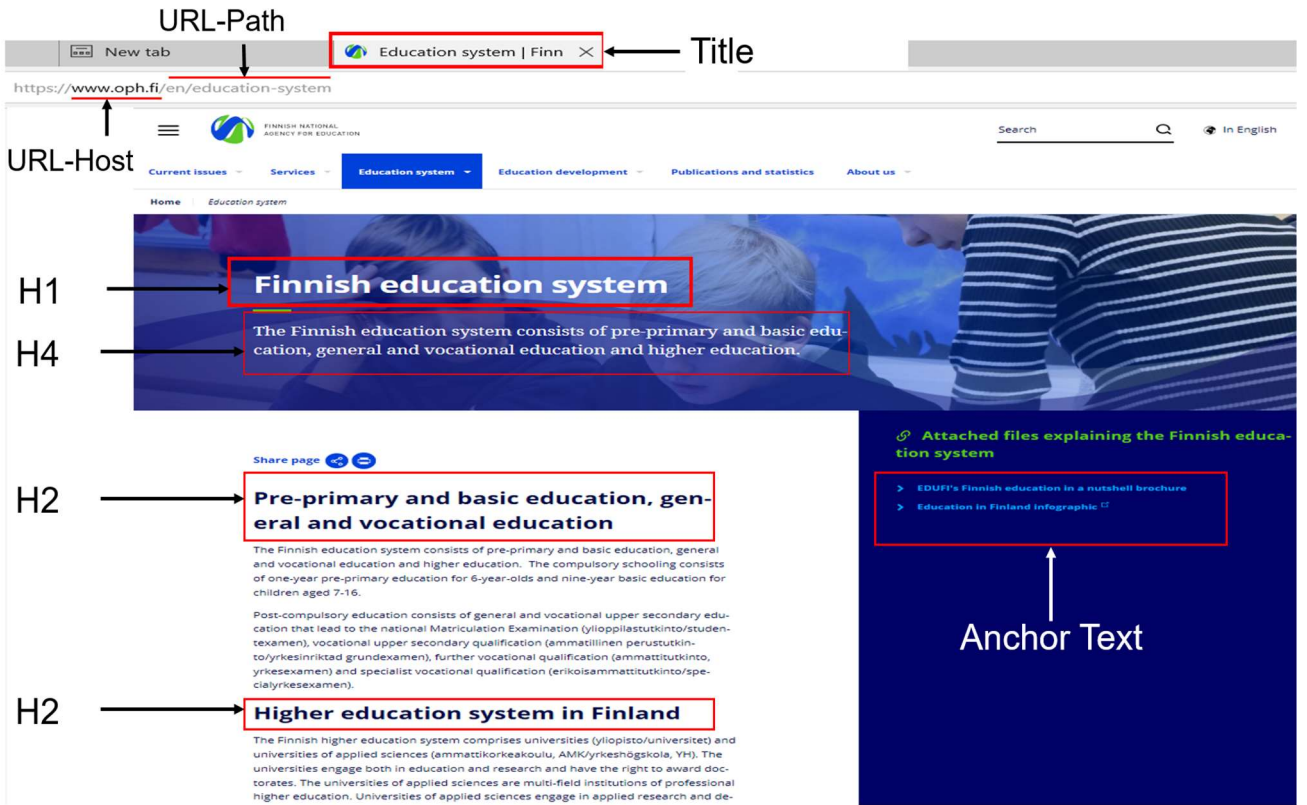 URL-Path
New tab
Education system | Finn
Title
https://www.oph.fi/en/education-system
URL-Host
FINNISH NATIONAL
AGENCY FOR EDUCATION
Search
In English
Current issues
Services
Education system
Education development
Publications and statistics
About us
Home
Education system
H1
Finnish education system
H4
The Finnish education system consists of pre-primary and basic edu-
cation, general and vocational education and higher education.
Attached files explaining the Finnish educa-
tion system
Share page
H2
Pre-primary and basic education, gen-
eral and vocational education
EDUFI's Finnish education in a nutshell brochure
Education in Finland infographic
The Finnish education system consists of pre-primary and basic education, general
and vocational education and higher education. The compulsory schooling consists
of one-year pre-primary education for 6-year-olds and nine-year basic education for
children aged 7-16.
Post-compulsory education consists of general and vocational upper secondary edu-
cation that lead to the national Matriculation Examination (ylioppilastutkinto/studen-
texamen), vocational upper secondary qualification (ammatillinen perustutkin-
to/yrkesinriktad grundexamen), further vocational qualification (ammattitutkinto,
yrkesexamen) and specialist vocational qualification (erikoisammattitutkinto/spe-
cialyrkesexamen).
Anchor Text
H2
Higher education system in Finland
The Finnish higher education system comprises universities (yliopisto/universitet) and
universities of applied sciences (ammattikorkeakoulu, AMK/yrkeshögskola, YH). The
universities engage both in education and research and have the right to award doc-
torates. The universities of applied sciences are multi-field institutions of professional
higher education. Universities of applied sciences engage in applied research and de-